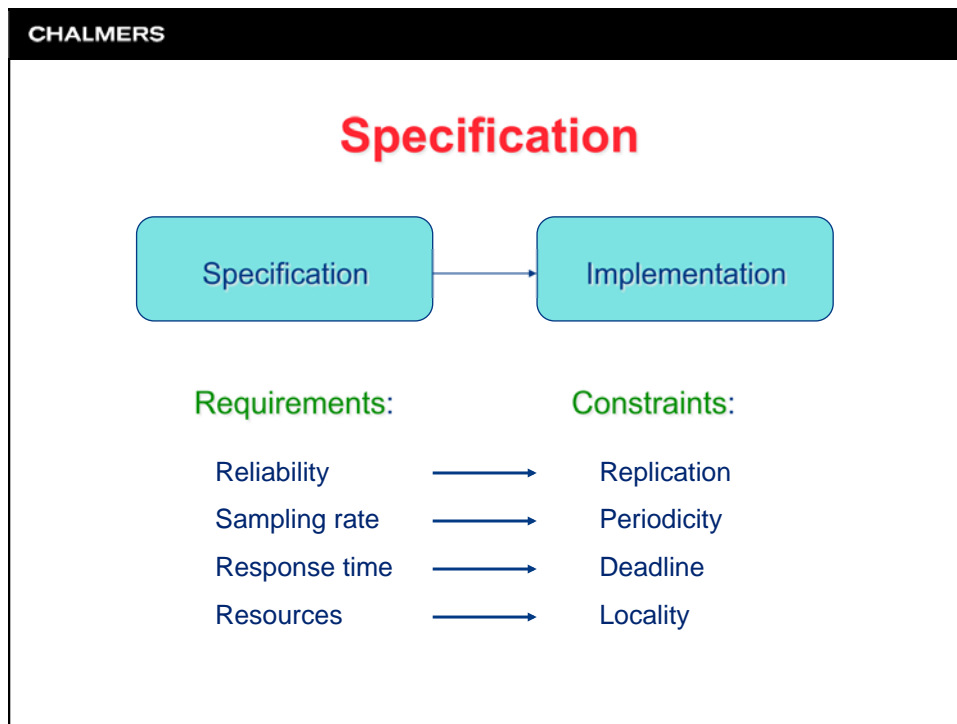 CHALMERS
Specification
Specification Implementation
Requirements: Constraints:
Reliability Replication
Sampling rate Periodicity
Response time Deadline
Resources Locality